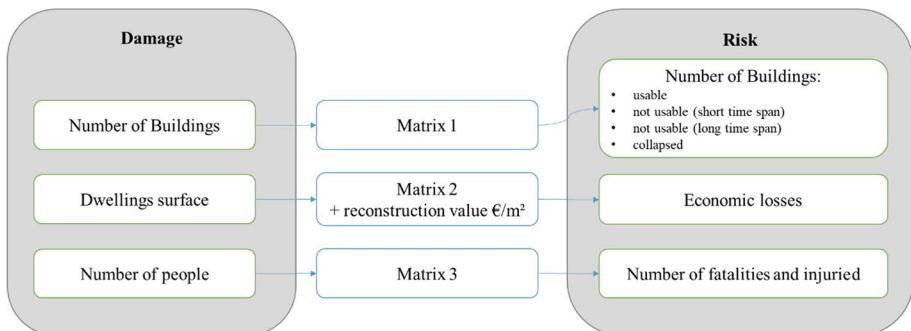 Damage
Number of Buildings
Dwellings surface
Number of people
Matrix 1
Matrix 2
+ reconstruction value €/m²
Matrix 3
Risk
Number of Buildings:
• usable
• not usable (short time span)
• not usable (long time span)
• collapsed
Economic losses
Number of fatalities and injuried